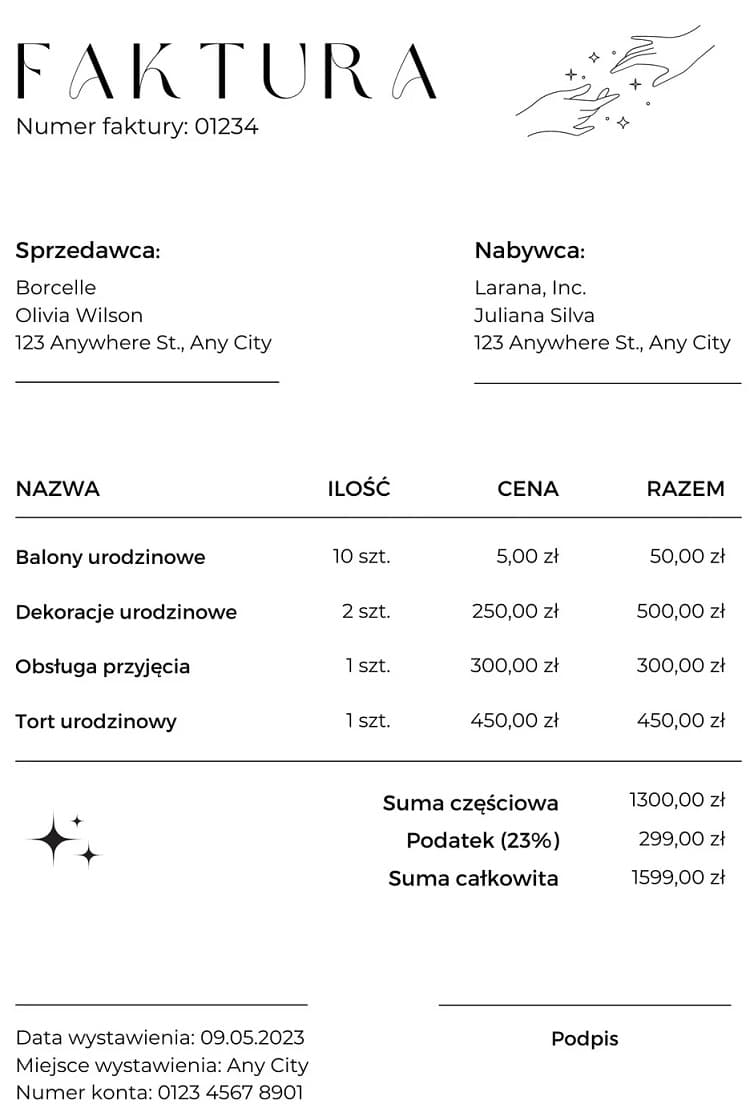 FAKTURA
Numer faktury: 01234
Sprzedawca:
Borcelle
Olivia Wilson
123 Anywhere St., Any City
Nabywca:
Larana, Inc.
Juliana Silva
123 Anywhere St., Any City
NAZWA ILOŚĆ CENA RAZEM
Balony urodzinowe 10 szt. 5,00 zł 50,00 zł
Dekoracje urodzinowe 2 szt. 250,00 zł 500,00 zł
Obsługa przyjęcia 1 szt. 300,00 zł 300,00 zł
Tort urodzinowy 1 szt. 450,00 zł 450,00 zł
Suma częściowa 1300,00 zł
Podatek (23%) 299,00 zł
Suma całkowita 1599,00 zł
Data wystawienia: 09.05.2023
Miejsce wystawienia: Any City
Numer konta: 0123 4567 8901
Podpis